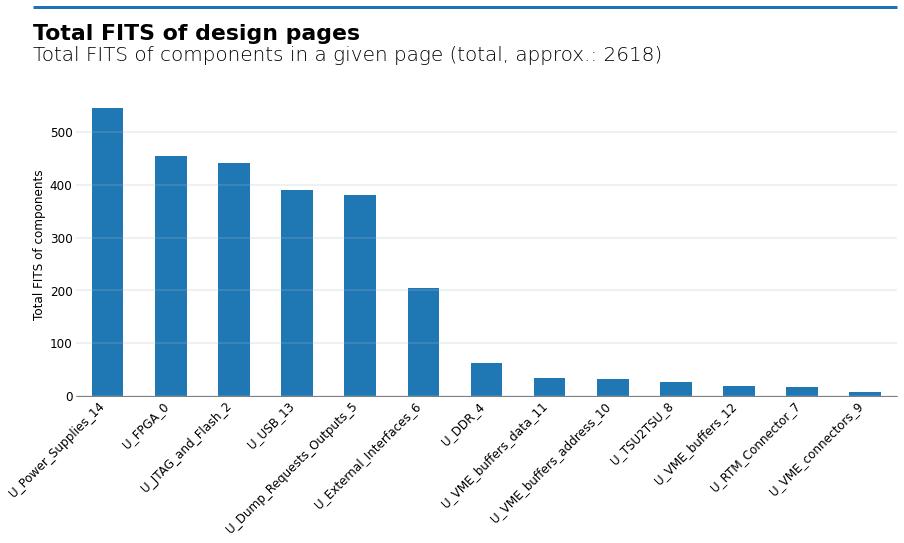 Total FITS of design pages
Total FITS of components in a given page (total, approx.: 2618)
Total FITS of components
500
400
300
200
100
0
U_Power_Supplies_14
U_FPGA_0
U_JTAG_and_Flash_2
U_USB_13
U_Dump_Requests_Outputs_5
U_External_Interfaces_6
U_DDR_4
U_VME_buffers_data_11
U_VME_buffers_address_10
U_TSU2TSU_8
U_VME_buffers_12
U_RTM_Connector_7
U_VME_connectors_9